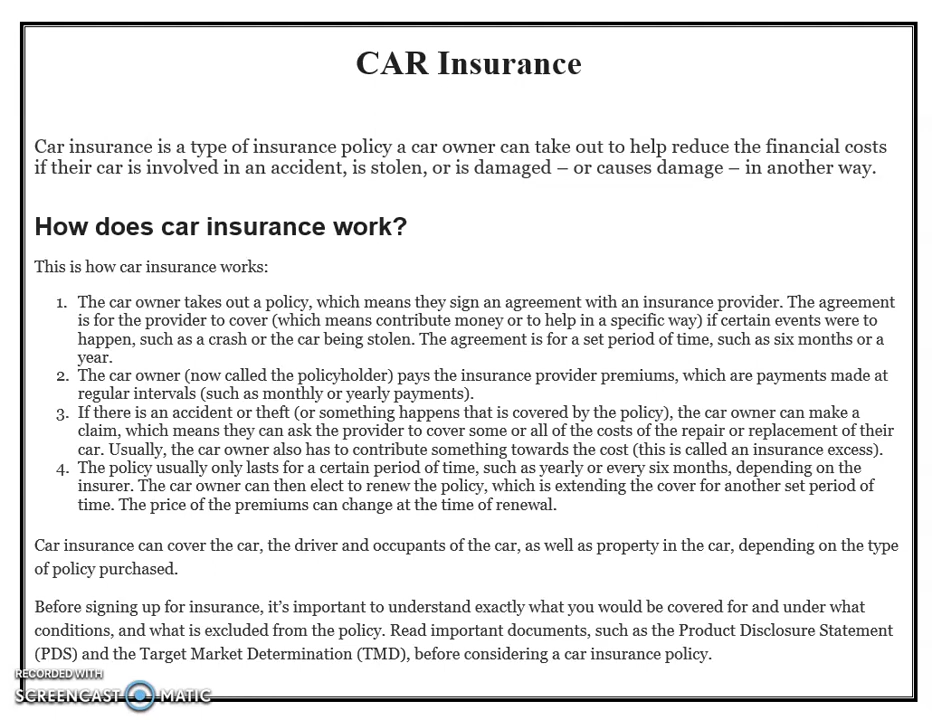 CAR Insurance
Car insurance is a type of insurance policy a car owner can take out to help reduce the financial costs
if their car is involved in an accident, is stolen, or is damaged – or causes damage – in another way.
How does car insurance work?
This is how car insurance works:
1. The car owner takes out a policy, which means they sign an agreement with an insurance provider. The agreement
is for the provider to cover (which means contribute money or to help in a specific way) if certain events were to
happen, such as a crash or the car being stolen. The agreement is for a set period of time, such as six months or a
year.
2. The car owner (now called the policyholder) pays the insurance provider premiums, which are payments made at
regular intervals (such as monthly or yearly payments).
3. If there is an accident or theft (or something happens that is covered by the policy), the car owner can make a
claim, which means they can ask the provider to cover some or all of the costs of the repair or replacement of their
car. Usually, the car owner also has to contribute something towards the cost (this is called an insurance excess).
4. The policy usually only lasts for a certain period of time, such as yearly or every six months, depending on the
insurer. The car owner can then elect to renew the policy, which is extending the cover for another set period of
time. The price of the premiums can change at the time of renewal.
Car insurance can cover the car, the driver and occupants of the car, as well as property in the car, depending on the type
of policy purchased.
Before signing up for insurance, it’s important to understand exactly what you would be covered for and under what
conditions, and what is excluded from the policy. Read important documents, such as the Product Disclosure Statement
(PDS) and the Target Market Determination (TMD), before considering a car insurance policy.
RECORDED WITH
SCREENCAST MATIC